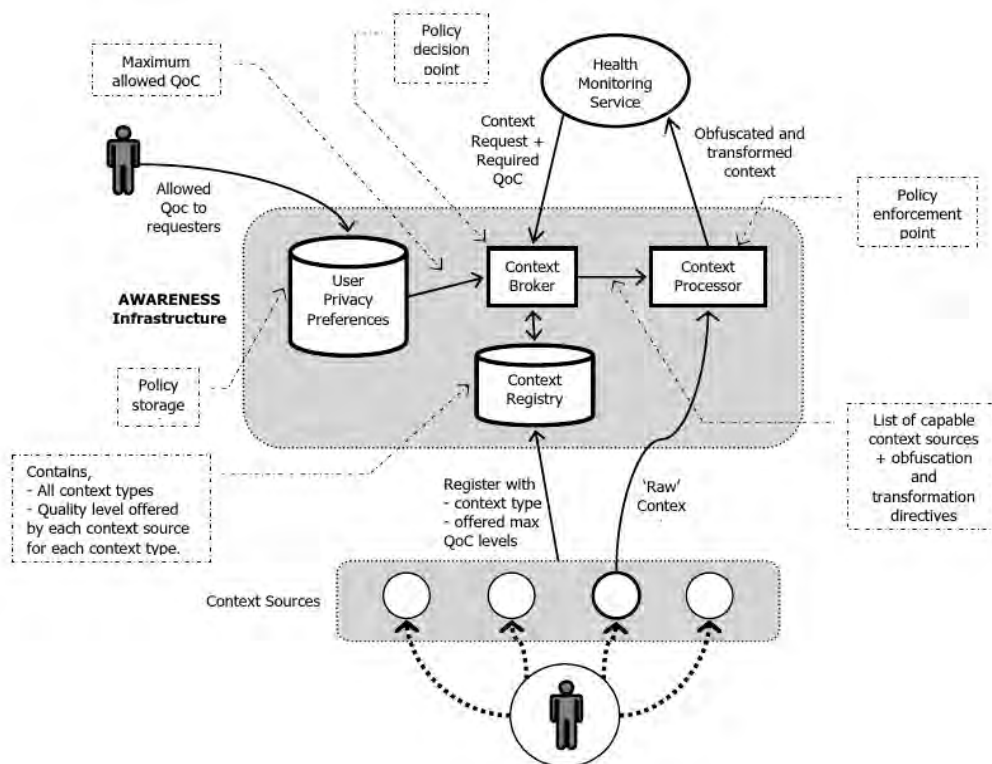 Policy
decision
point
Maximum
allowed QoC
Health
Monitoring
Service
Context
Request +
Required
QoC
Obfuscated and
transformed
context
Allowed
Qoc to
requesters
Policy
enforcement
point
User
Privacy
Preferences
Context
Broker
Context
Processor
AWARENESS
Infrastructure
Context
Registry
Policy
storage
List of capable
context sources
+ obfuscation
and
transformation
directives
Contains,
- All context types
- Quality level offered
by each context source
for each context type.
Register with
- context type
- offered max
QoC levels
'Raw'
Contex
Context Sources